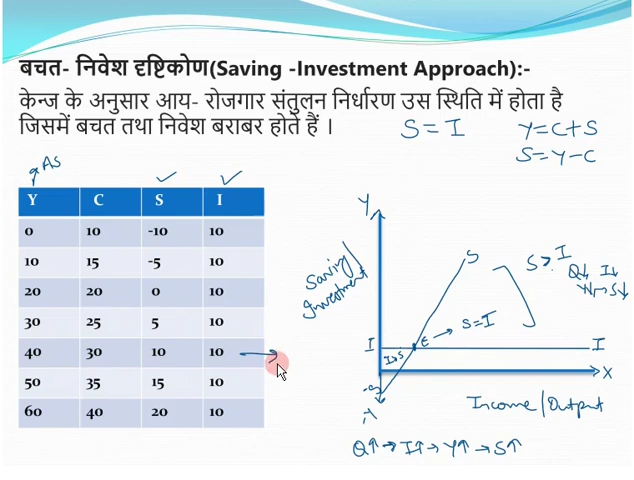 बचत- निवेश दृष्टिकोण(Saving -Investment Approach):-
केन्ज के अनुसार आय- रोजगार संतुलन निर्धारण उस स्थिति में होता है
जिसमें बचत तथा निवेश बराबर होते हैं ।
S = I
Y = C + S
S = Y - C
AS
Y C S I
0 10 -10 10
10 15 -5 10
20 20 0 10
30 25 5 10
40 30 10 10
50 35 15 10
60 40 20 10
Y
Saving/
Investment
S
S > I
Q↓ I↓
Y↓→S↓
E → S=I
I
I
I>S
X
Income/Output
Q↑ → I↑ → Y↑ → S↑